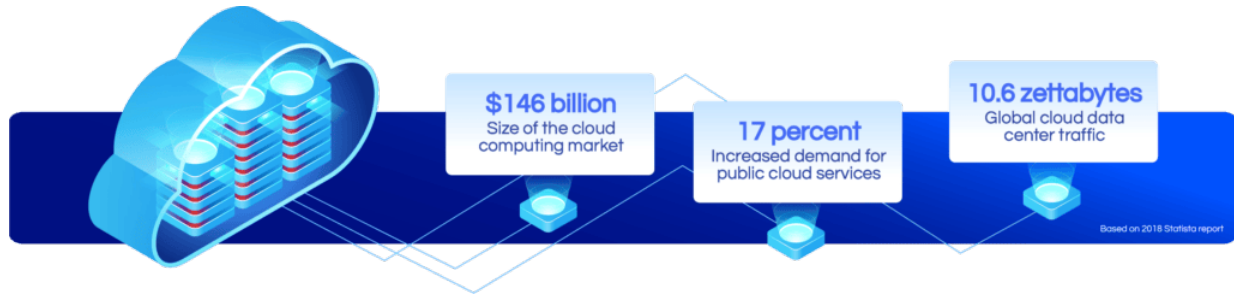 $146 billion
Size of the cloud
computing market
17 percent
Increased demand for
public cloud services
10.6 zettabytes
Global cloud data
center traffic
Based on 2018 Statista report